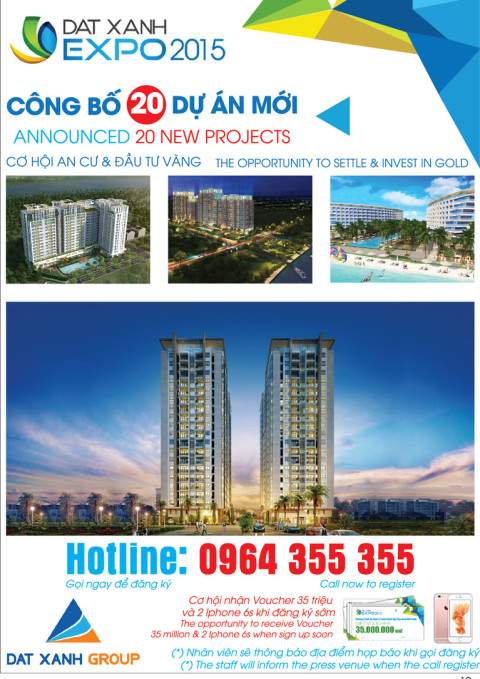 DAT XANH
EXPO 2015
CÔNG BỐ 20 DỰ ÁN MỚI
ANNOUNCED 20 NEW PROJECTS
CƠ HỘI AN CƯ & ĐẦU TƯ VÀNG THE OPPORTUNITY TO SETTLE & INVEST IN GOLD
Hotline: 0964 355 355
Gọi ngay để đăng ký Call now to register
Cơ hội nhận Voucher 35 triệu
và 2 Iphone 6s khi đăng ký sớm
The opportunity to receive Voucher
35 million & 2 Iphone 6s when sign up soon
EXPO2015
35.000.000
DAT XANH GROUP
(*) Nhân viên sẽ thông báo địa điểm họp báo khi gọi đăng ký
(*) The staff will inform the press venue when the call register